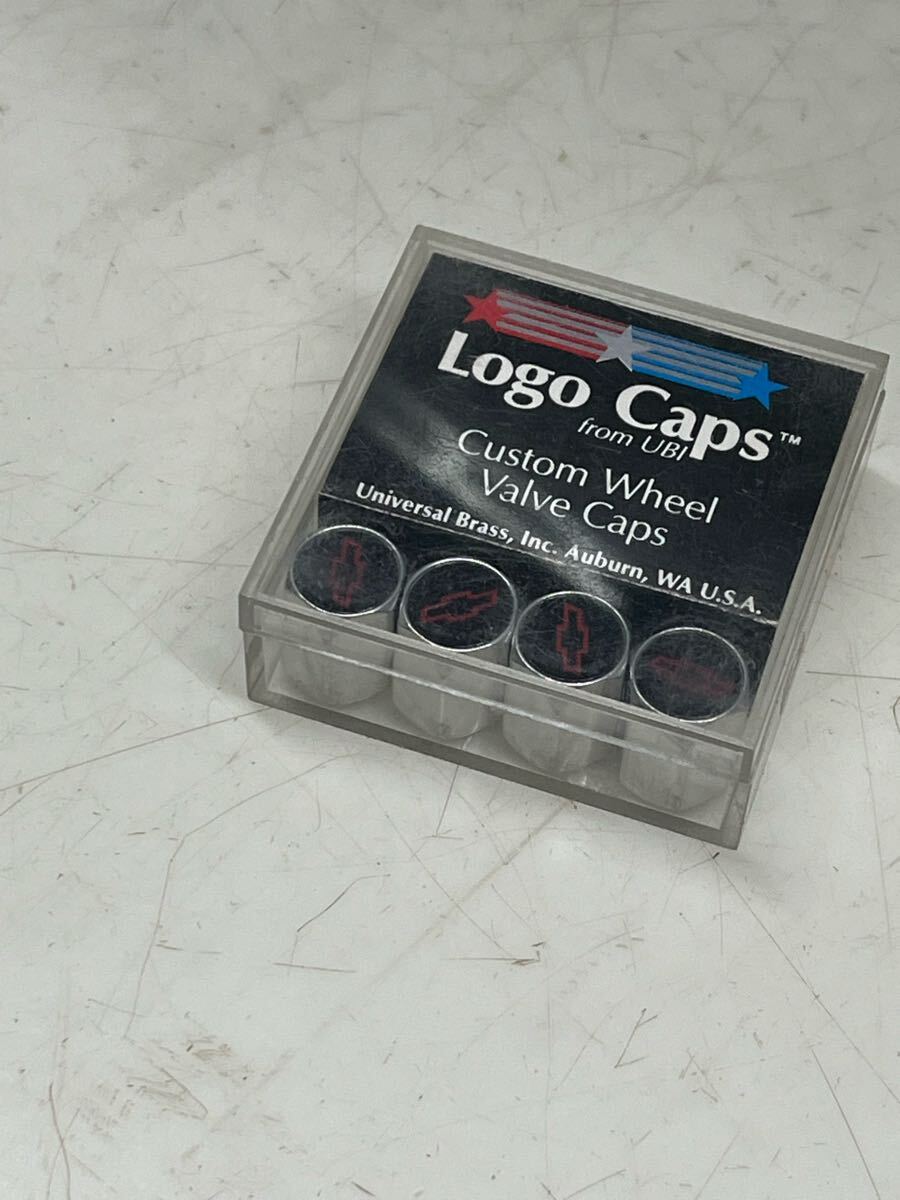 Logo Caps™
from UBI
Custom Wheel
Valve Caps
Universal Brass, Inc. Auburn, WA U.S.A.